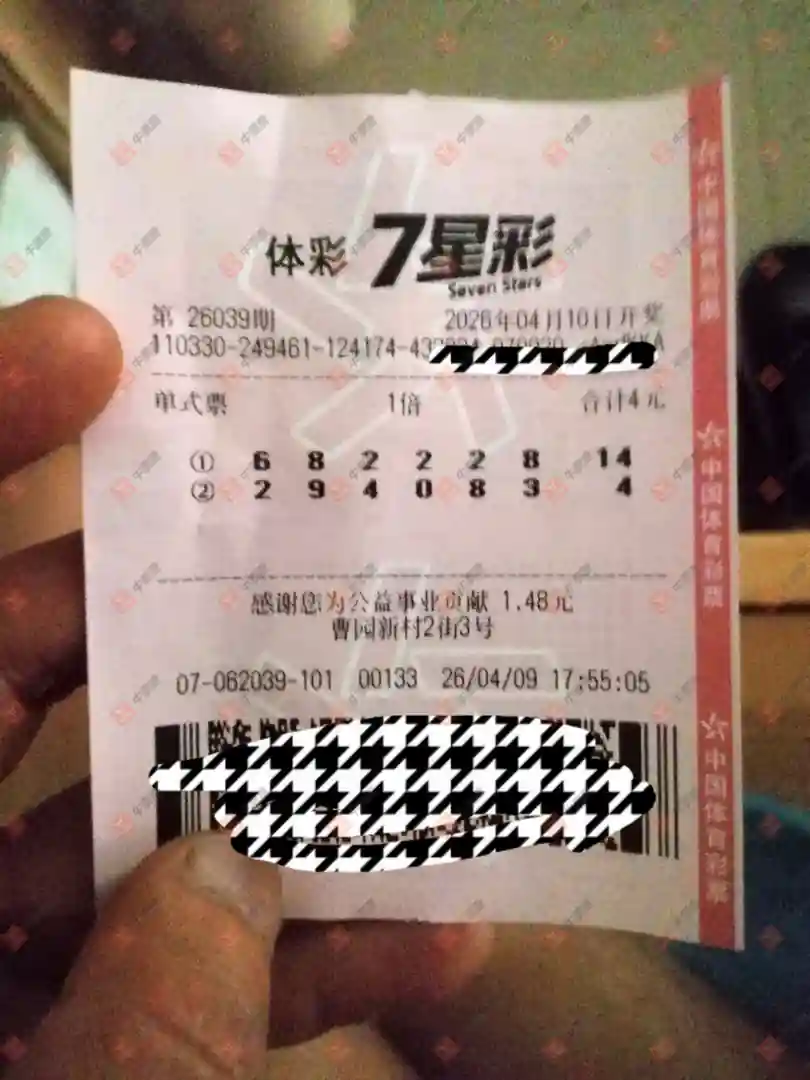 体彩 7星彩
Seven Stars
第 26039期 2026年04月10日开奖
110330-249461-124174-43
单式票 1倍 合计4元
① 6 8 2 2 2 8 14
② 2 9 4 0 8 3 4
感谢您为公益事业贡献 1.48元
曹园新村2街3号
07-062039-101 00133 26/04/09 17:55:05
中国体育彩票
中国体育彩票
中国体育彩票